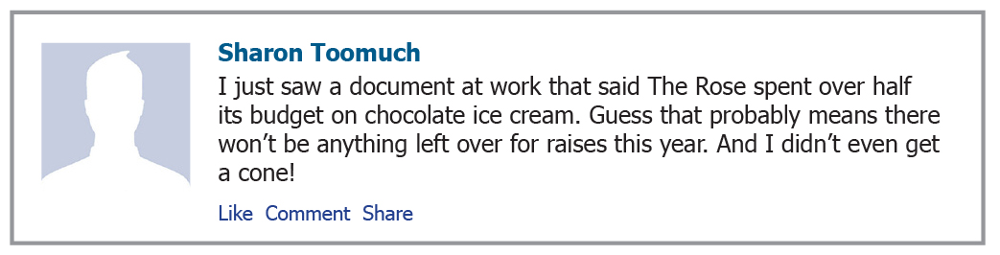 Sharon Toomuch
I just saw a document at work that said The Rose spent over half
its budget on chocolate ice cream. Guess that probably means there
won’t be anything left over for raises this year. And I didn’t even get
a cone!
Like Comment Share